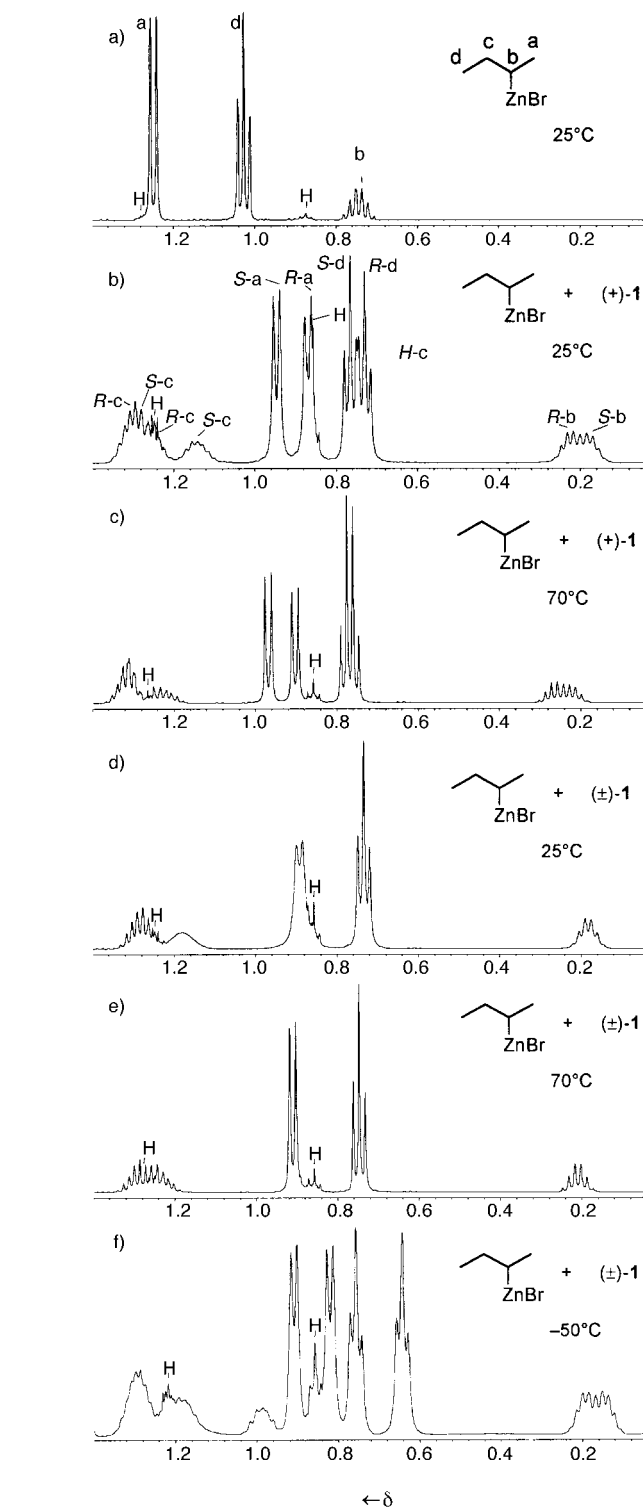 a)
a
d
H
H
b
d c b a
ZnBr
25°C
1.2 1.0 0.8 0.6 0.4 0.2
b)
S-a R-a S-d R-d
H
H-c
R-c S-c H R-c S-c
R-b S-b
ZnBr + (+)-1
25°C
1.2 1.0 0.8 0.6 0.4 0.2
c)
H
H
ZnBr + (+)-1
70°C
1.2 1.0 0.8 0.6 0.4 0.2
d)
H
H
ZnBr + (±)-1
25°C
1.2 1.0 0.8 0.6 0.4 0.2
e)
H
H
ZnBr + (±)-1
70°C
1.2 1.0 0.8 0.6 0.4 0.2
f)
H
H
ZnBr + (±)-1
–50°C
1.2 1.0 0.8 0.6 0.4 0.2
←δ